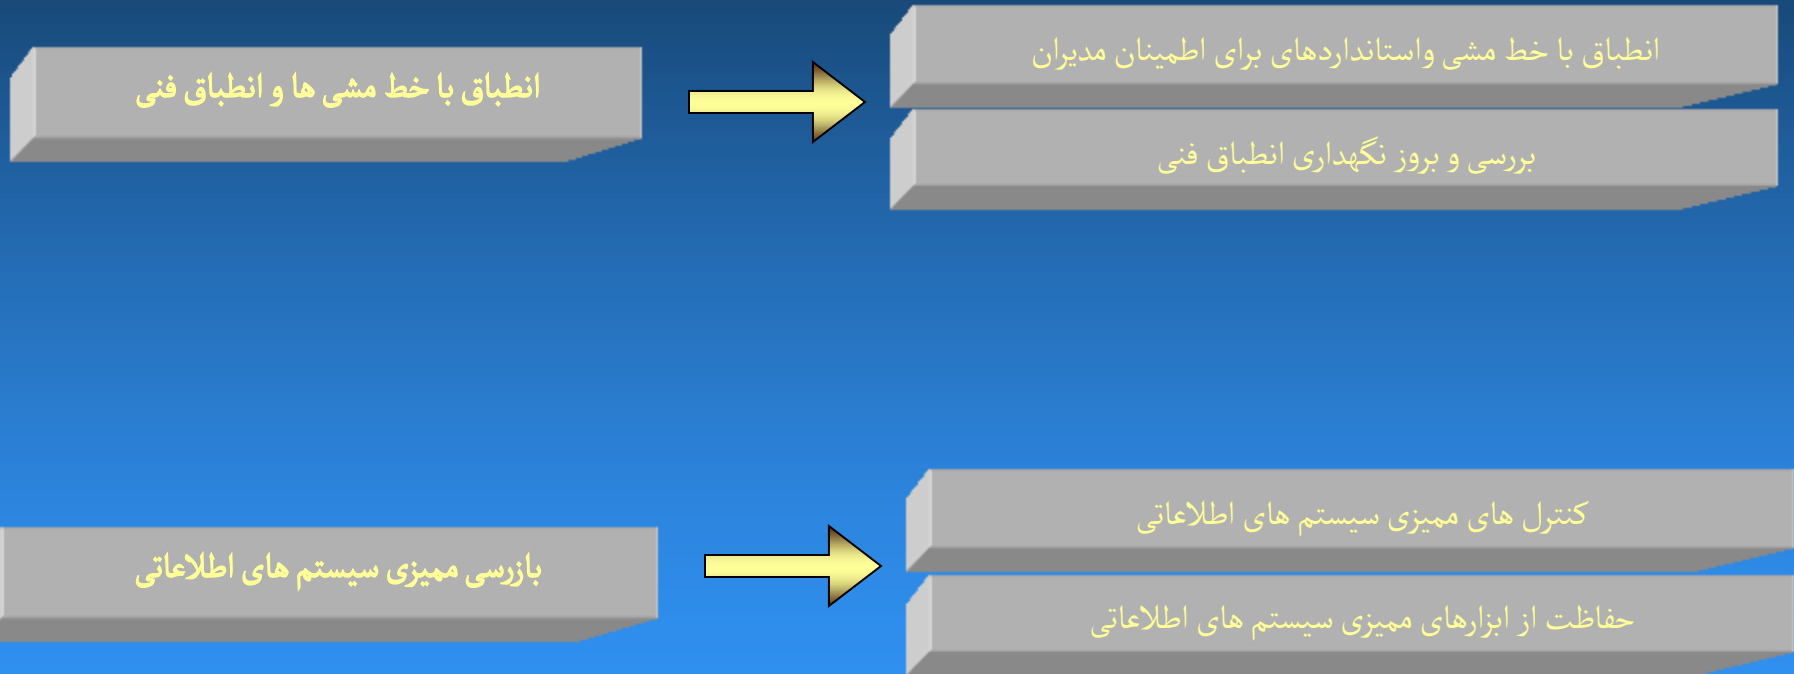 انطباق با خط مشی ها و انطباق فنی
انطباق با خط مشی واستانداردهای برای اطمینان مدیران
بررسی و بروز نگهداری انطباق فنی
بازرسی ممیزی سیستم های اطلاعاتی
کنترل های ممیزی سیستم های اطلاعاتی
حفاظت از ابزارهای ممیزی سیستم های اطلاعاتی